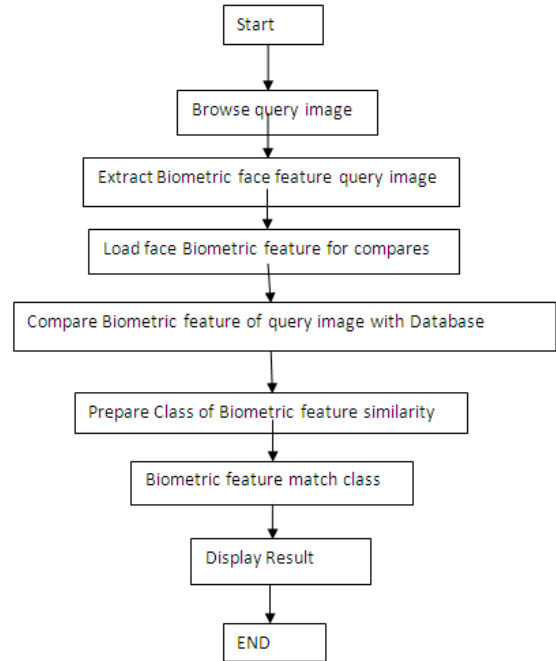 Start
Browse query image
Extract Biometric face feature query image
Load face Biometric feature for compares
Compare Biometric feature of query image with Database
Prepare Class of Biometric feature similarity
Biometric feature match class
Display Result
END